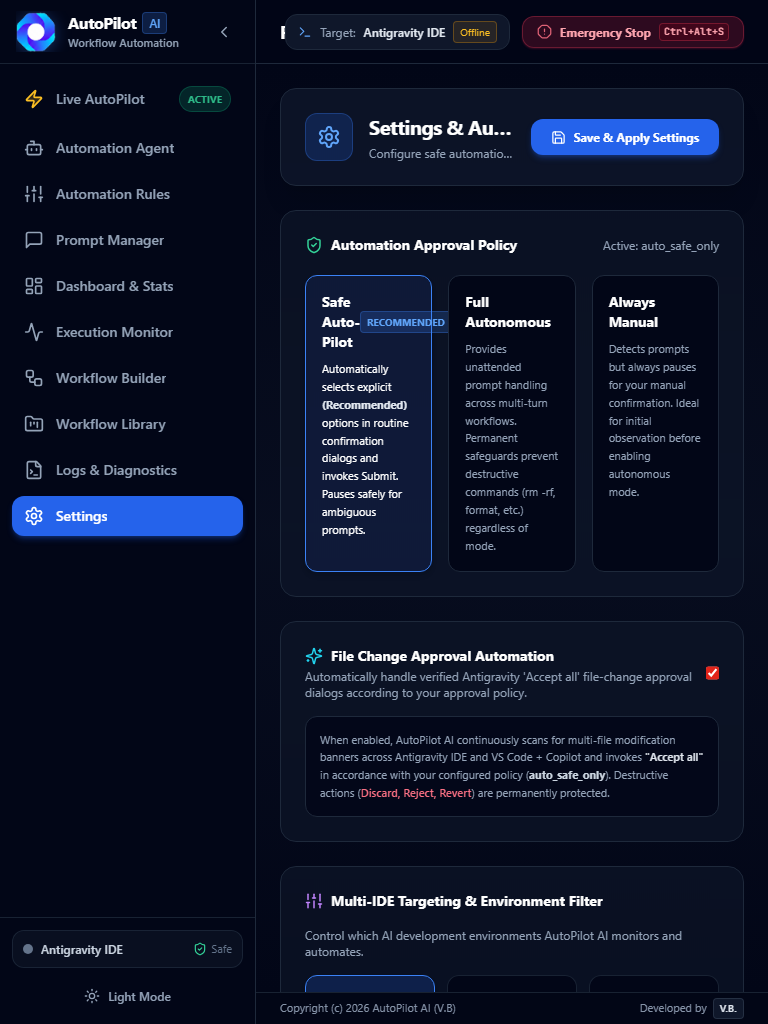 AutoPilot AI
Workflow Automation
Target: Antigravity IDE Offline
Emergency Stop Ctrl+Alt+S
Live AutoPilot ACTIVE
Automation Agent
Automation Rules
Prompt Manager
Dashboard & Stats
Execution Monitor
Workflow Builder
Workflow Library
Logs & Diagnostics
Settings
Antigravity IDE Safe
Light Mode
Settings & Au...
Configure safe automatio...
Save & Apply Settings
Automation Approval Policy
Active: auto_safe_only
Safe
Auto-
Pilot
RECOMMENDED
Automatically
selects explicit
(Recommended)
options in routine
confirmation
dialogs and
invokes Submit.
Pauses safely for
ambiguous
prompts.
Full
Autonomous
Provides
unattended
prompt handling
across multi-turn
workflows.
Permanent
safeguards prevent
destructive
commands (rm -rf,
format, etc.)
regardless of
mode.
Always
Manual
Detects prompts
but always pauses
for your manual
confirmation. Ideal
for initial
observation before
enabling
autonomous
mode.
File Change Approval Automation
Automatically handle verified Antigravity 'Accept all' file-change approval
dialogs according to your approval policy.
When enabled, AutoPilot AI continuously scans for multi-file modification
banners across Antigravity IDE and VS Code + Copilot and invokes "Accept all"
in accordance with your configured policy (auto_safe_only). Destructive
actions (Discard, Reject, Revert) are permanently protected.
Multi-IDE Targeting & Environment Filter
Control which AI development environments AutoPilot AI monitors and
automates.
Copyright (c) 2026 AutoPilot AI (V.B)
Developed by V.B.